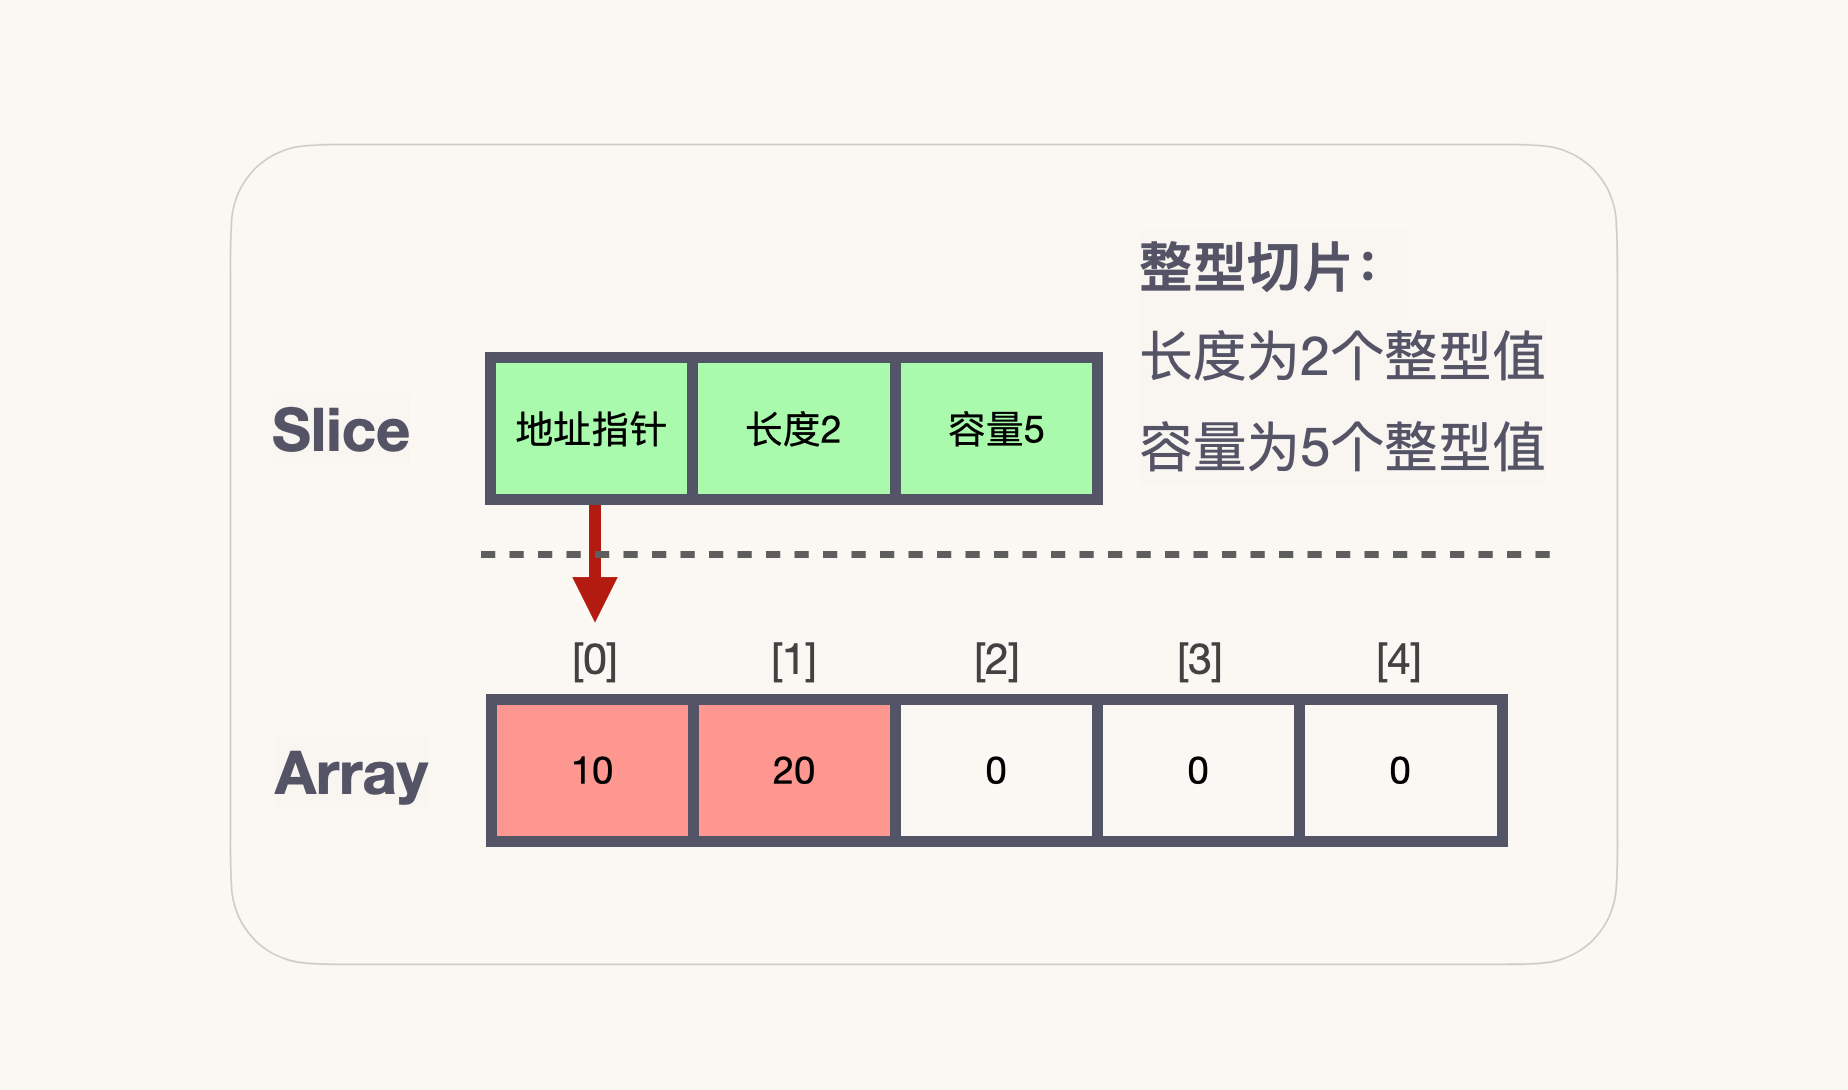 整型切片：
长度为2个整型值
容量为5个整型值
Slice
地址指针 长度2 容量5
[0] [1] [2] [3] [4]
Array
10 20 0 0 0